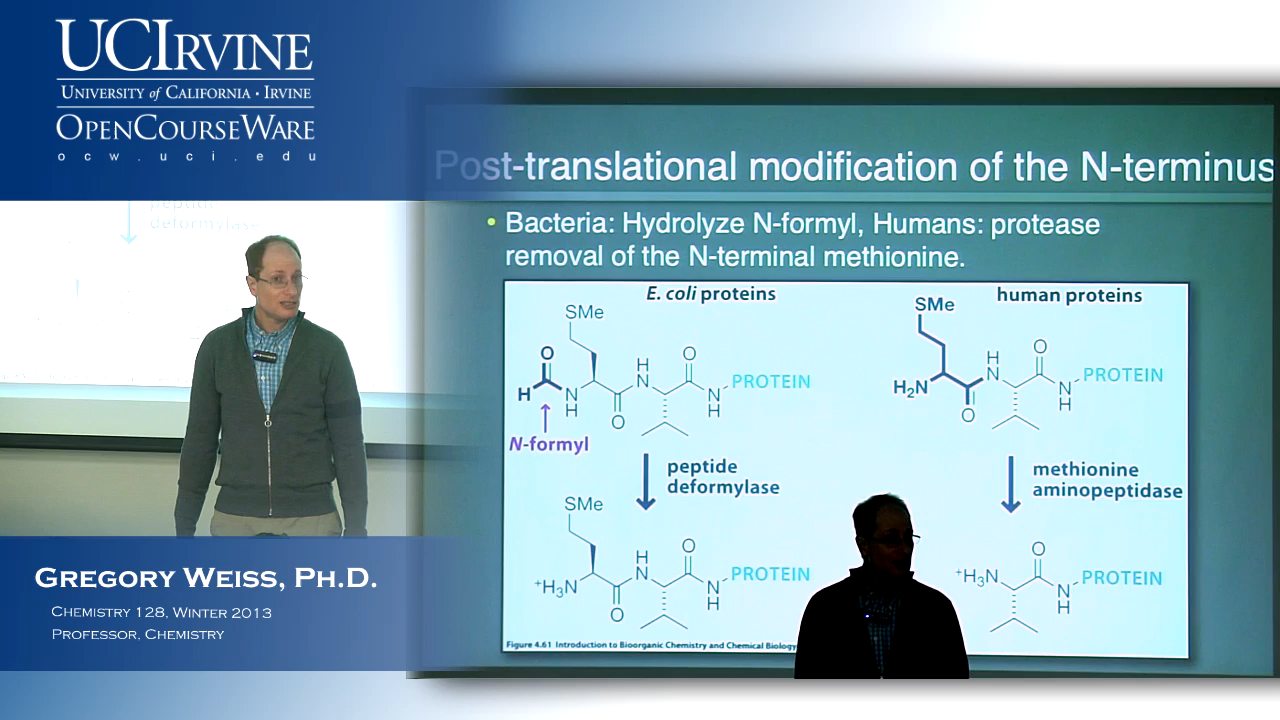 UCIRVINE
UNIVERSITY of CALIFORNIA · IRVINE
OPENCOURSEWARE
ocw.uci.edu
peptide
deformylase
Post-translational modification of the N-terminus
• Bacteria: Hydrolyze N-formyl, Humans: protease
removal of the N-terminal methionine.
E. coli proteins
SMe
O
H
N
H
O
H
N
O
N
H
PROTEIN
N-formyl
peptide
deformylase
SMe
+H3N
O
H
N
O
N
H
PROTEIN
human proteins
SMe
H2N
O
H
N
O
N
H
PROTEIN
methionine
aminopeptidase
+H3N
O
N
H
PROTEIN
Figure 4.61 Introduction to Bioorganic Chemistry and Chemical Biology
GREGORY WEISS, PH.D.
CHEMISTRY 128, WINTER 2013
PROFESSOR, CHEMISTRY